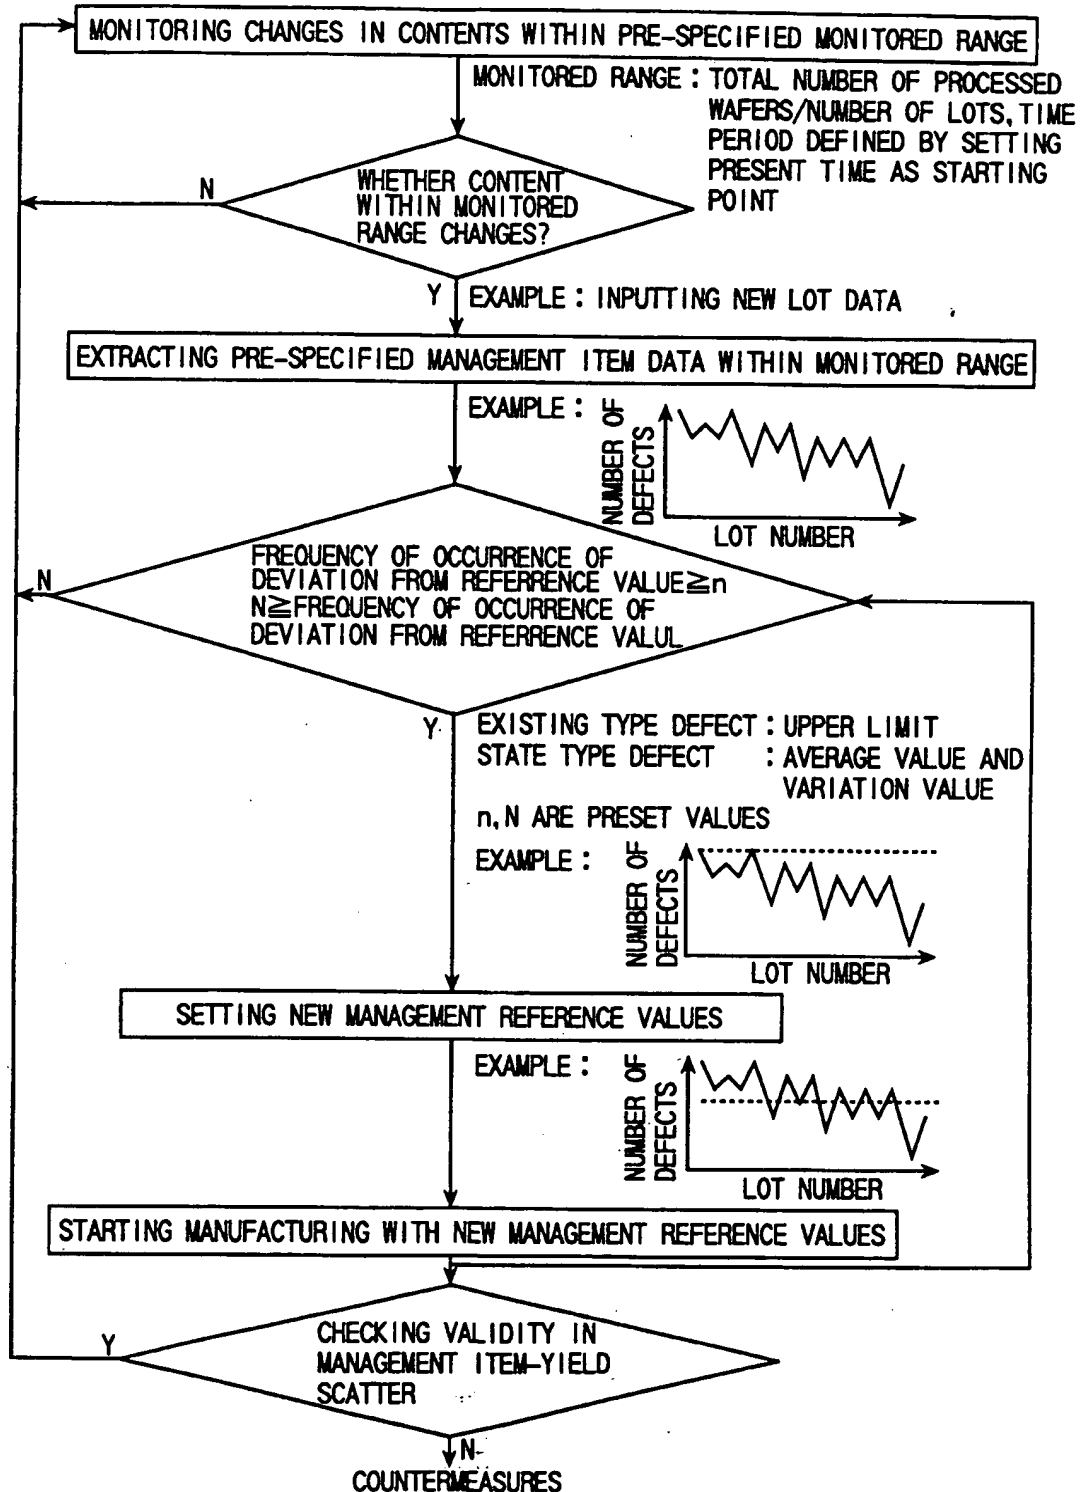 MONITORING CHANGES IN CONTENTS WITHIN PRE-SPECIFIED MONITORED RANGE
MONITORED RANGE : TOTAL NUMBER OF PROCESSED
WAFERS/NUMBER OF LOTS, TIME
PERIOD DEFINED BY SETTING
PRESENT TIME AS STARTING
POINT
WHETHER CONTENT
WITHIN MONITORED
RANGE CHANGES?
N
Y
EXAMPLE : INPUTTING NEW LOT DATA
EXTRACTING PRE-SPECIFIED MANAGEMENT ITEM DATA WITHIN MONITORED RANGE
EXAMPLE :
NUMBER OF
DEFECTS
LOT NUMBER
FREQUENCY OF OCCURRENCE OF
DEVIATION FROM REFERRENCE VALUE≧n
N≧FREQUENCY OF OCCURRENCE OF
DEVIATION FROM REFERRENCE VALUL
N
Y
EXISTING TYPE DEFECT : UPPER LIMIT
STATE TYPE DEFECT : AVERAGE VALUE AND
VARIATION VALUE
n, N ARE PRESET VALUES
EXAMPLE :
NUMBER OF
DEFECTS
LOT NUMBER
SETTING NEW MANAGEMENT REFERENCE VALUES
EXAMPLE :
NUMBER OF
DEFECTS
LOT NUMBER
STARTING MANUFACTURING WITH NEW MANAGEMENT REFERENCE VALUES
CHECKING VALIDITY IN
MANAGEMENT ITEM-YIELD
SCATTER
Y
N
COUNTERMEASURES